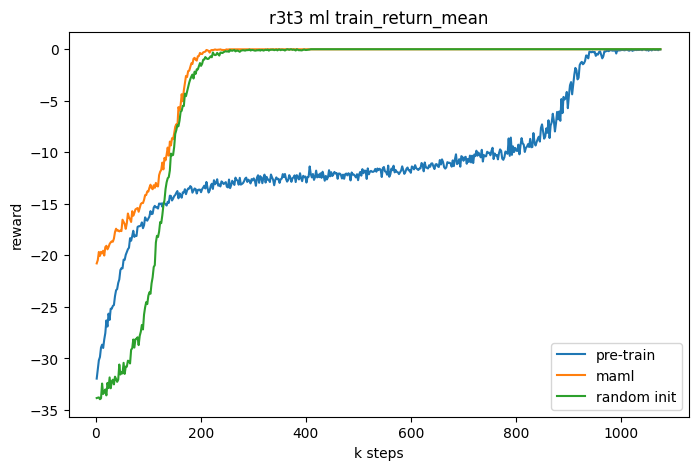 r3t3 ml train_return_mean
reward
0
−5
−10
−15
−20
−25
−30
−35
0
200
400
600
800
1000
k steps
pre-train
maml
random init